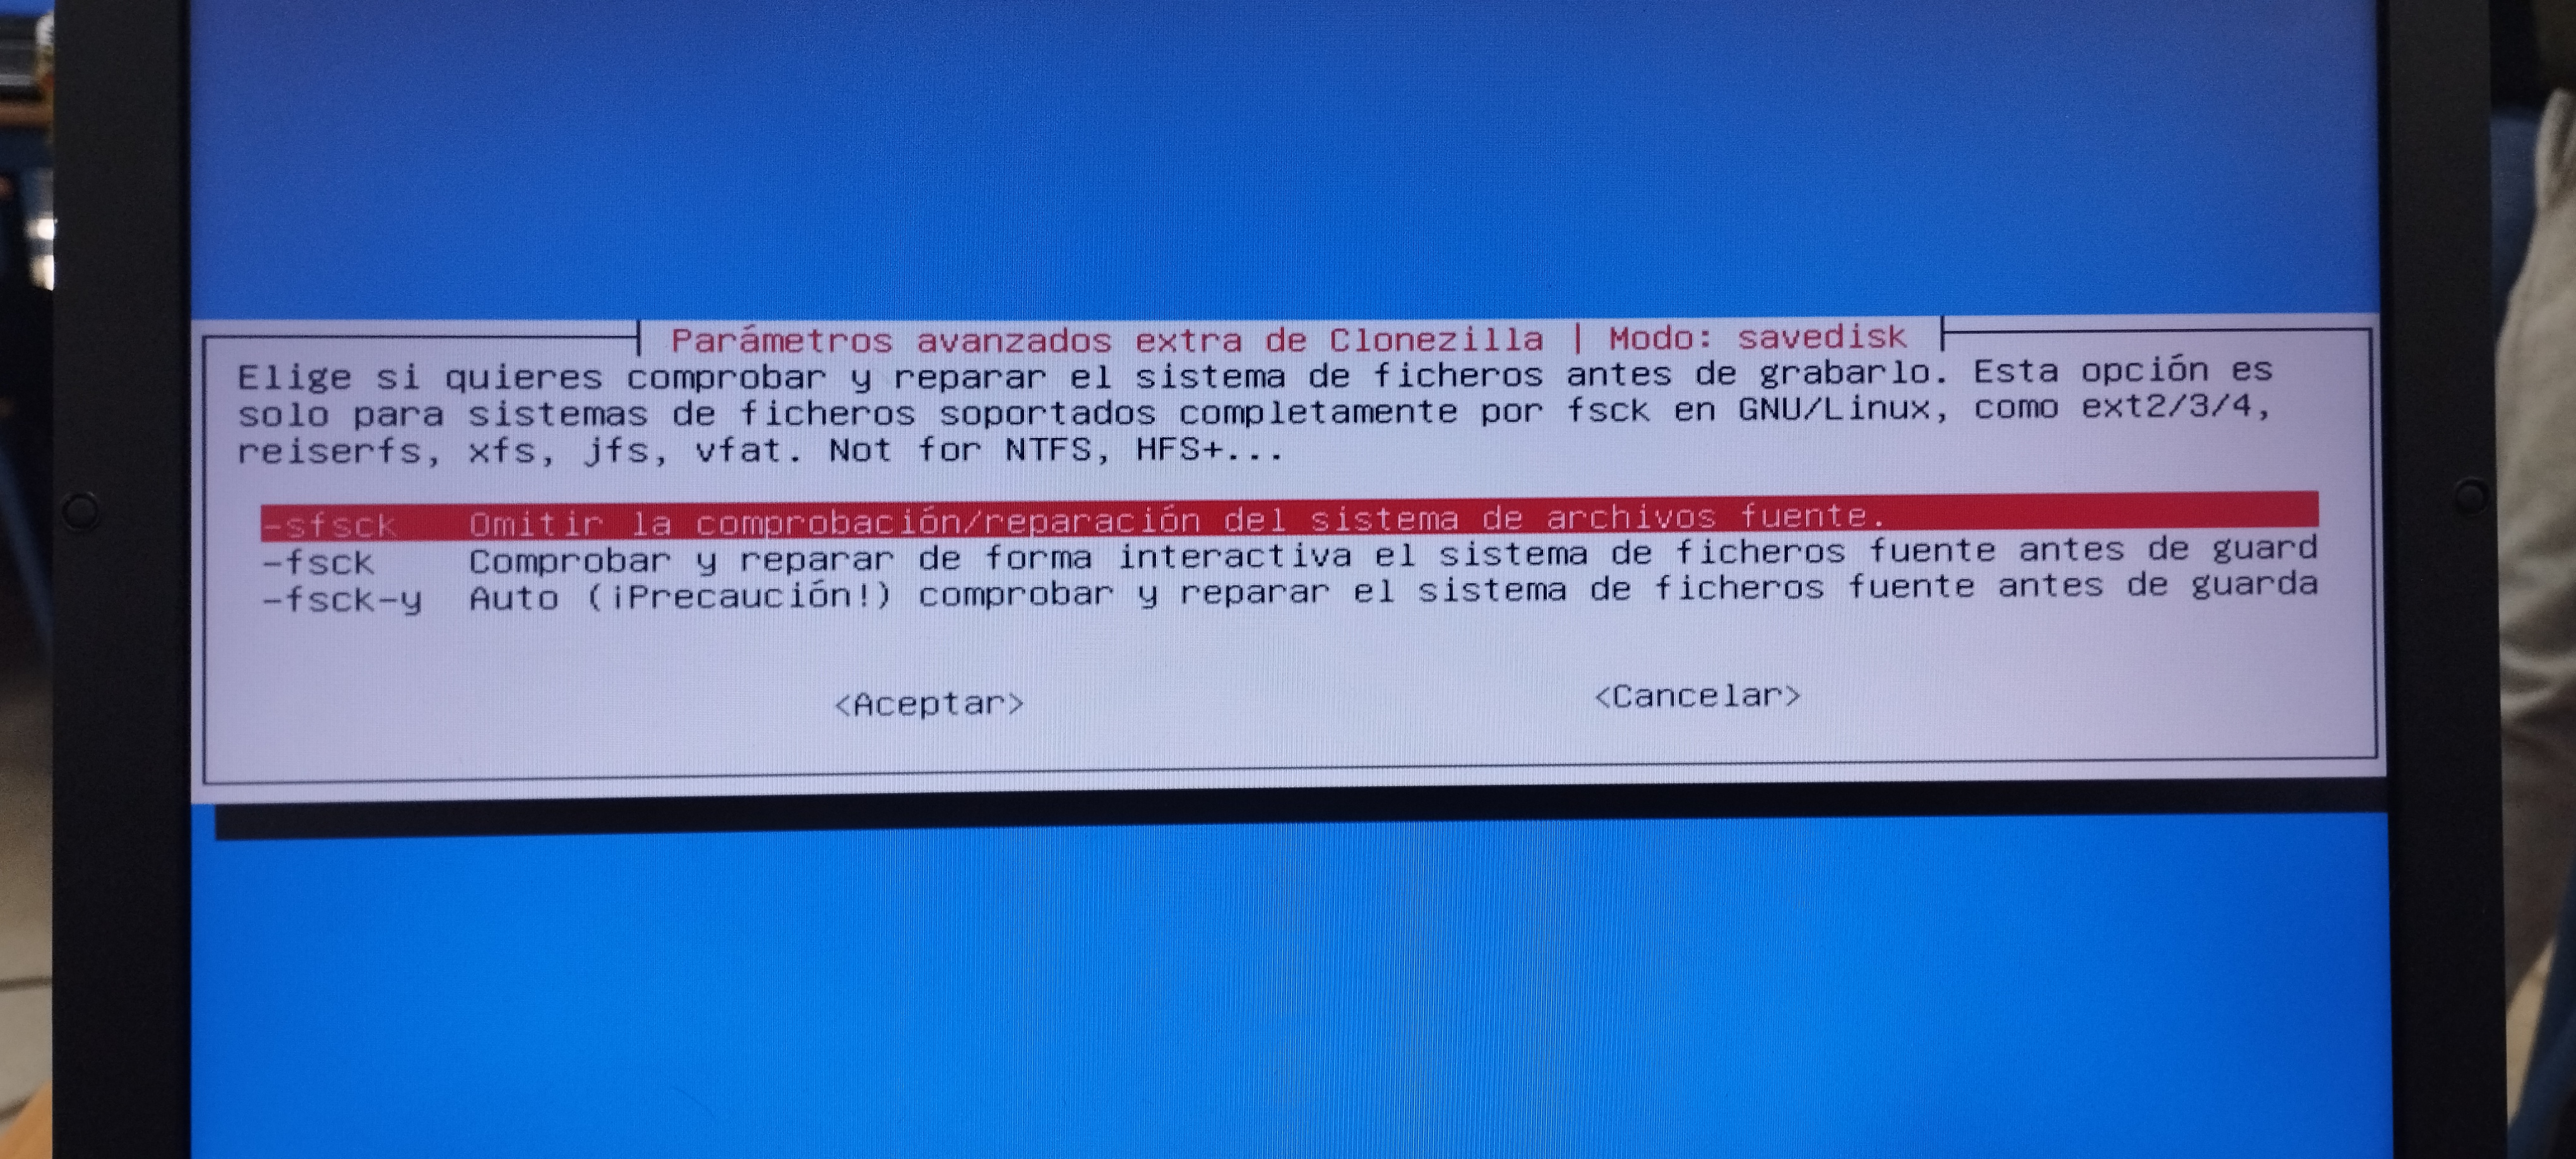 Parámetros avanzados extra de Clonezilla | Modo: savedisk
Elige si quieres comprobar y reparar el sistema de ficheros antes de grabarlo. Esta opción es
solo para sistemas de ficheros soportados completamente por fsck en GNU/Linux, como ext2/3/4,
reiserfs, xfs, jfs, vfat. Not for NTFS, HFS+...
-sfsck Omitir la comprobación/reparación del sistema de archivos fuente.
-fsck Comprobar y reparar de forma interactiva el sistema de ficheros fuente antes de guard
-fsck-y Auto (¡Precaución!) comprobar y reparar el sistema de ficheros fuente antes de guarda
<Aceptar> <Cancelar>